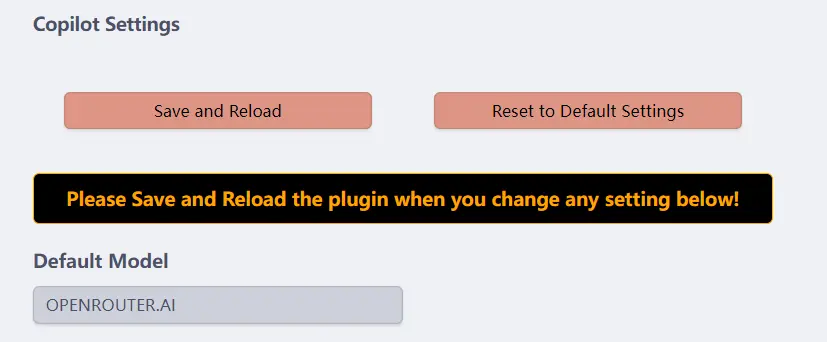 Copilot Settings
Save and Reload
Reset to Default Settings
Please Save and Reload the plugin when you change any setting below!
Default Model
OPENROUTER.AI